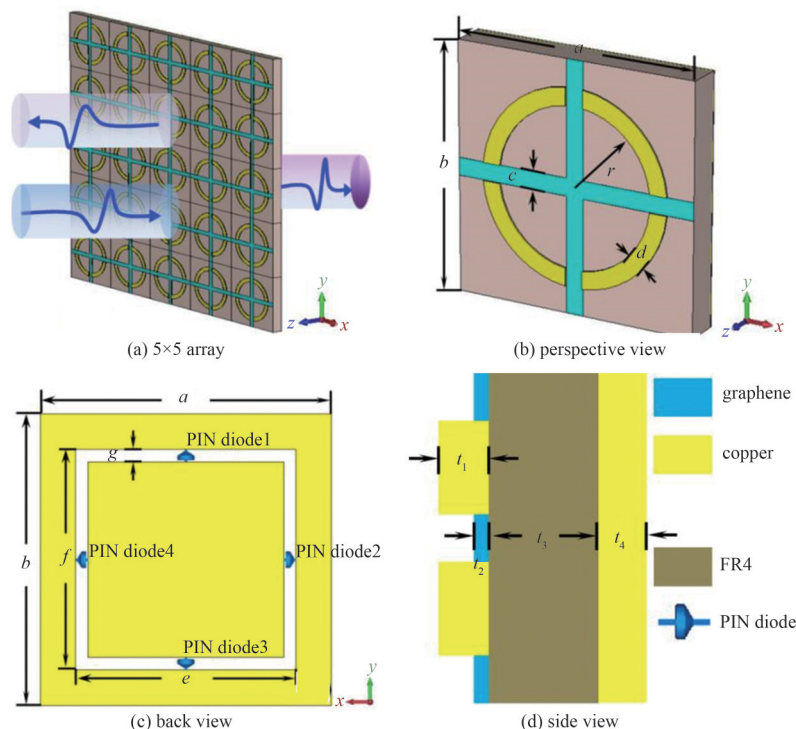 y
z
x
(a) 5×5 array
a
b
c
r
d
y
z
x
(b) perspective view
a
PIN diode1
g
b
f
PIN diode4
PIN diode2
PIN diode3
e
y
x
(c) back view
graphene
copper
t₁
t₂
t₃
t₄
FR4
PIN diode
(d) side view